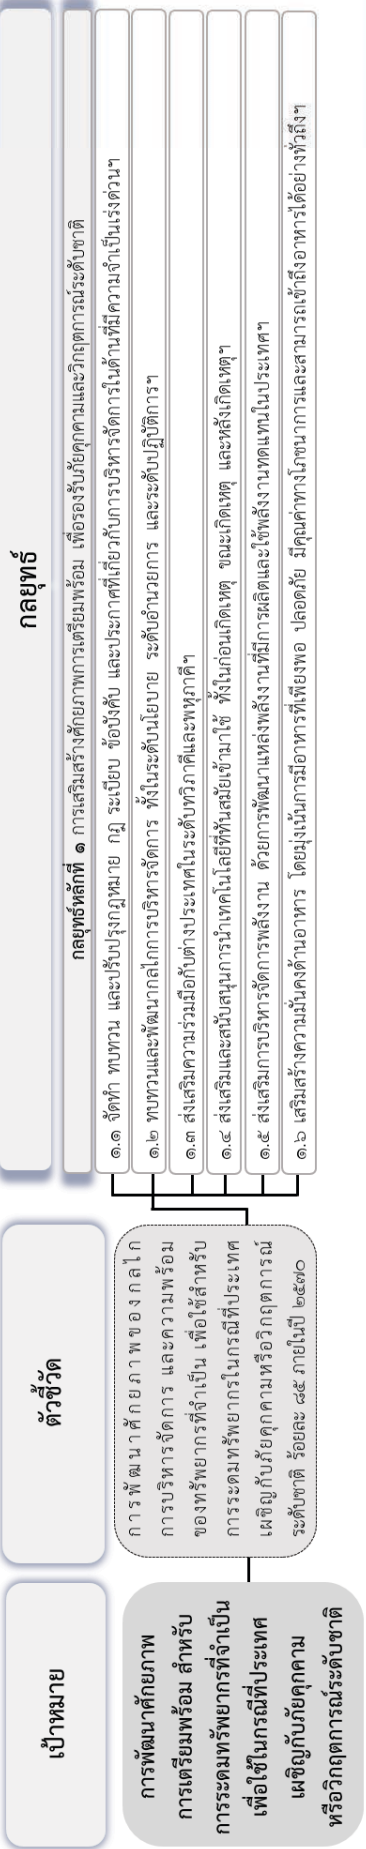 เป้าหมาย
ตัวชี้วัด
กลยุทธ์
การพัฒนาศักยภาพ
การเตรียมพร้อม สำหรับ
การระดมทรัพยากรที่จำเป็น
เพื่อใช้ในกรณีที่ประเทศ
เผชิญกับภัยคุกคาม
หรือวิกฤตการณ์ระดับชาติ
การพัฒนาศักยภาพของกลไก
การบริหารจัดการ และความพร้อม
ของทรัพยากรที่จำเป็น เพื่อใช้สำหรับ
การระดมทรัพยากรในกรณีที่ประเทศ
เผชิญกับภัยคุกคามหรือวิกฤตการณ์
ระดับชาติ ร้อยละ ๘๕ ภายในปี ๒๕๗๐
กลยุทธ์หลักที่ ๑ การเสริมสร้างศักยภาพการเตรียมพร้อม เพื่อรองรับภัยคุกคามและวิกฤตการณ์ระดับชาติ
๑.๑ จัดทำ ทบทวน และปรับปรุงกฎหมาย กฎ ระเบียบ ข้อบังคับ และประกาศที่เกี่ยวกับการบริหารจัดการในด้านที่มีความจำเป็นเร่งด่วนฯ
๑.๒ ทบทวนและพัฒนากลไกการบริหารจัดการ ทั้งในระดับนโยบาย ระดับอำนวยการ และระดับปฏิบัติการฯ
๑.๓ ส่งเสริมความร่วมมือกับต่างประเทศในระดับทวิภาคีและพหุภาคีฯ
๑.๔ ส่งเสริมและสนับสนุนการนำเทคโนโลยีที่ทันสมัยเข้ามาใช้ ทั้งในก่อนเกิดเหตุ ขณะเกิดเหตุ และหลังเกิดเหตุฯ
๑.๕ ส่งเสริมการบริหารจัดการพลังงาน ด้วยการพัฒนาแหล่งพลังงานที่มีการผลิตและใช้พลังงานทดแทนในประเทศฯ
๑.๖ เสริมสร้างความมั่นคงด้านอาหาร โดยมุ่งเน้นการมีอาหารที่เพียงพอ ปลอดภัย มีคุณค่าทางโภชนาการและสามารถเข้าถึงอาหารได้อย่างทั่วถึงฯ